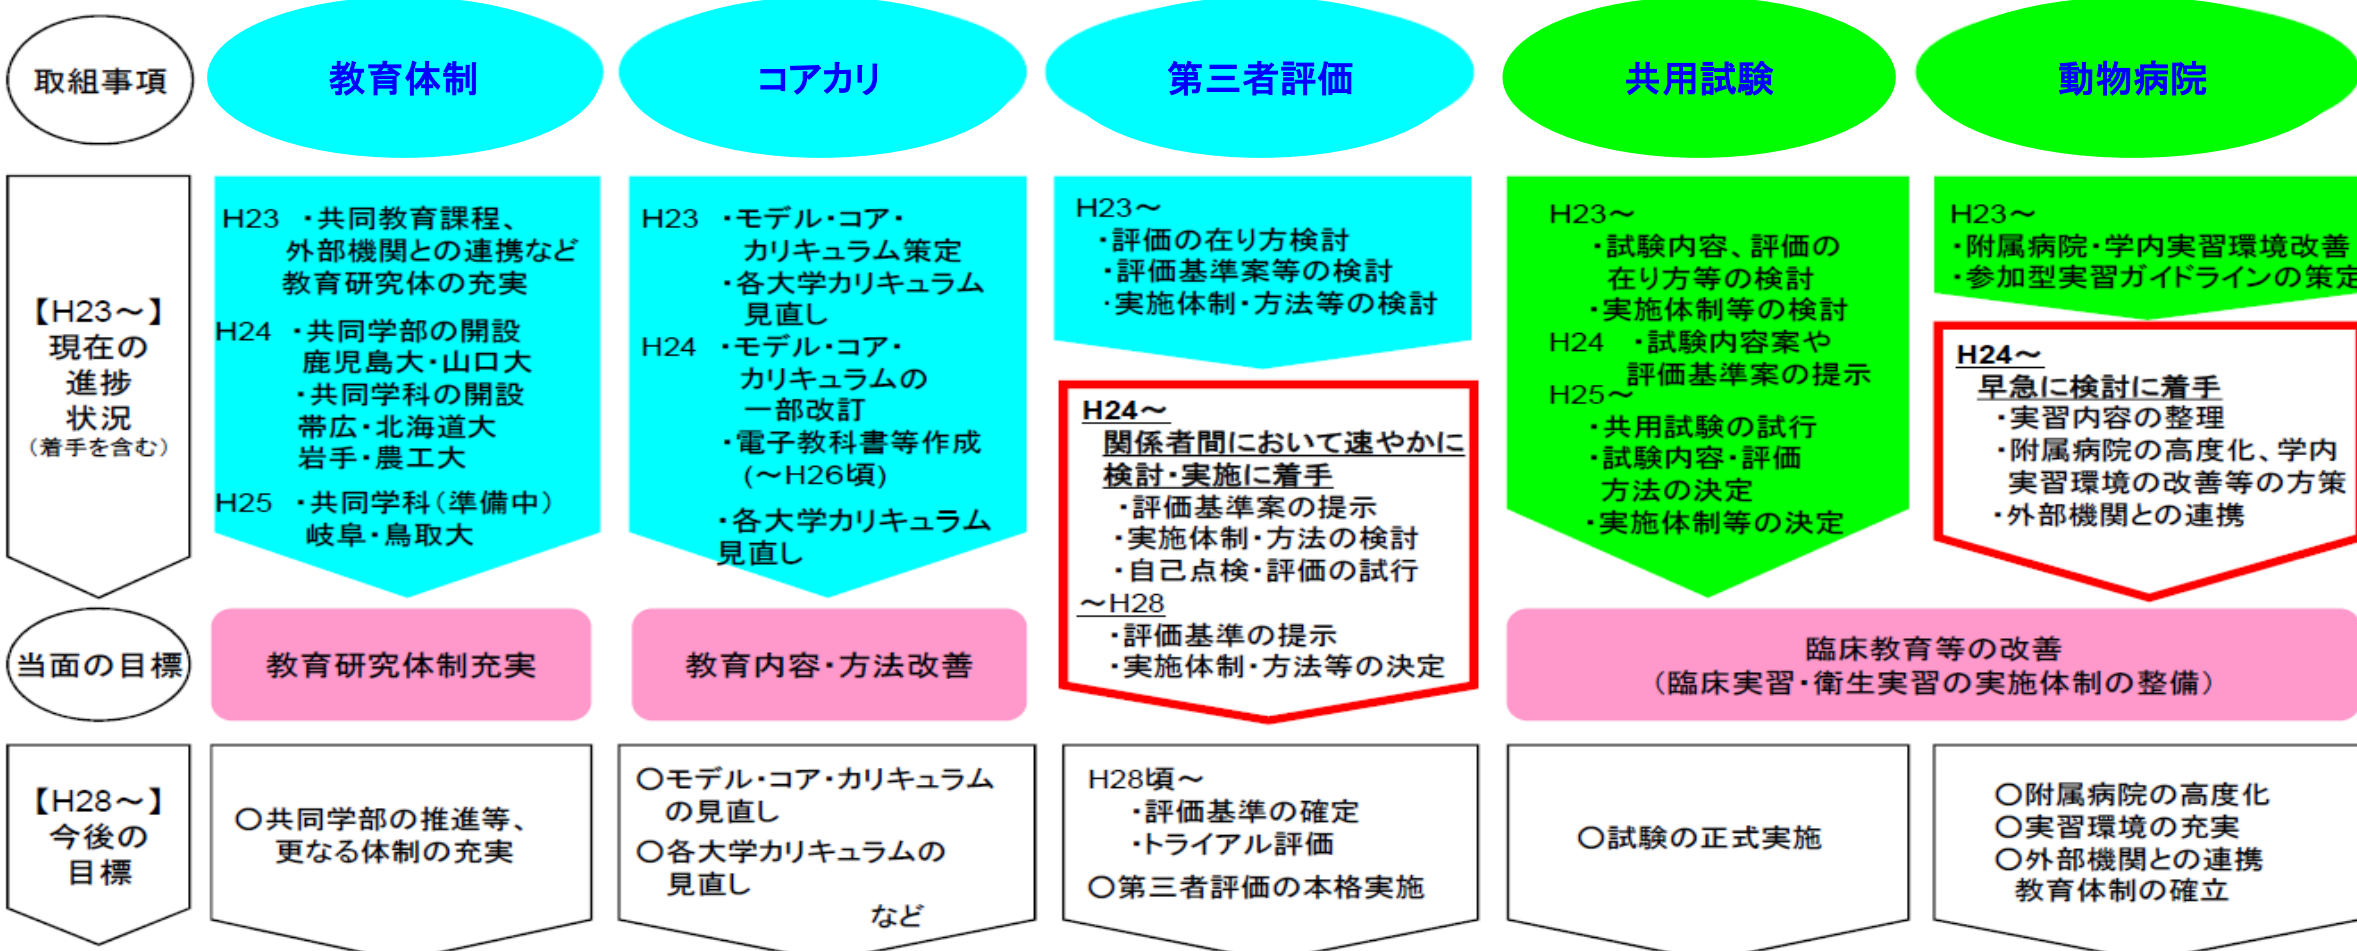 取組事項
教育体制
コアカリ
第三者評価
共用試験
動物病院
【H23～】
現在の
進捗
状況
（着手を含む）
H23 ・共同教育課程、
外部機関との連携など
教育研究体の充実
H24 ・共同学部の開設
鹿児島大・山口大
・共同学科の開設
帯広・北海道大
岩手・農工大
H25 ・共同学科（準備中）
岐阜・鳥取大
H23 ・モデル・コア・
カリキュラム策定
・各大学カリキュラム
見直し
H24 ・モデル・コア・
カリキュラムの
一部改訂
・電子教科書等作成
(～H26頃)
・各大学カリキュラム
見直し
H23～
・評価の在り方検討
・評価基準案等の検討
・実施体制・方法等の検討
H24～
関係者間において速やかに
検討・実施に着手
・評価基準案の提示
・実施体制・方法の検討
・自己点検・評価の試行
～H28
・評価基準の提示
・実施体制・方法等の決定
H23～
・試験内容、評価の
在り方等の検討
・実施体制等の検討
H24 ・試験内容案や
評価基準案の提示
H25～
・共用試験の試行
・試験内容・評価
方法の決定
・実施体制等の決定
H23～
・附属病院・学内実習環境改善
・参加型実習ガイドラインの策定
H24～
早急に検討に着手
・実習内容の整理
・附属病院の高度化、学内
実習環境の改善等の方策
・外部機関との連携
当面の目標
教育研究体制充実
教育内容・方法改善
臨床教育等の改善
（臨床実習・衛生実習の実施体制の整備）
【H28～】
今後の
目標
○共同学部の推進等、
更なる体制の充実
○モデル・コア・カリキュラム
の見直し
○各大学カリキュラムの
見直し
など
H28頃～
・評価基準の確定
・トライアル評価
○第三者評価の本格実施
○試験の正式実施
○附属病院の高度化
○実習環境の充実
○外部機関との連携
教育体制の確立